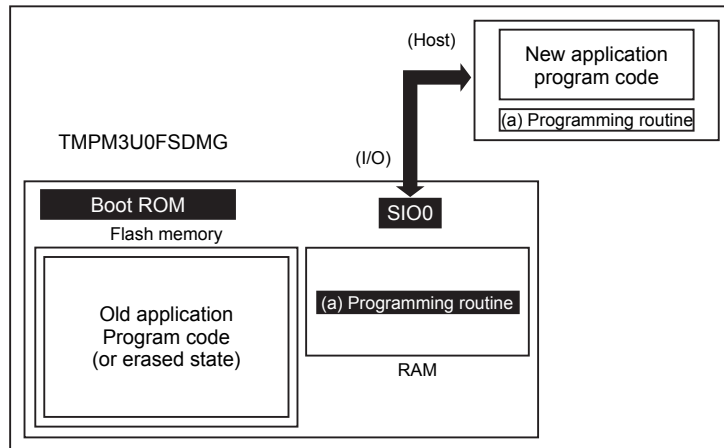 (Host)
New application
program code
(a) Programming routine
TMPM3U0FSDMG
(I/O)
Boot ROM
SIO0
Flash memory
Old application
Program code
(or erased state)
(a) Programming routine
RAM